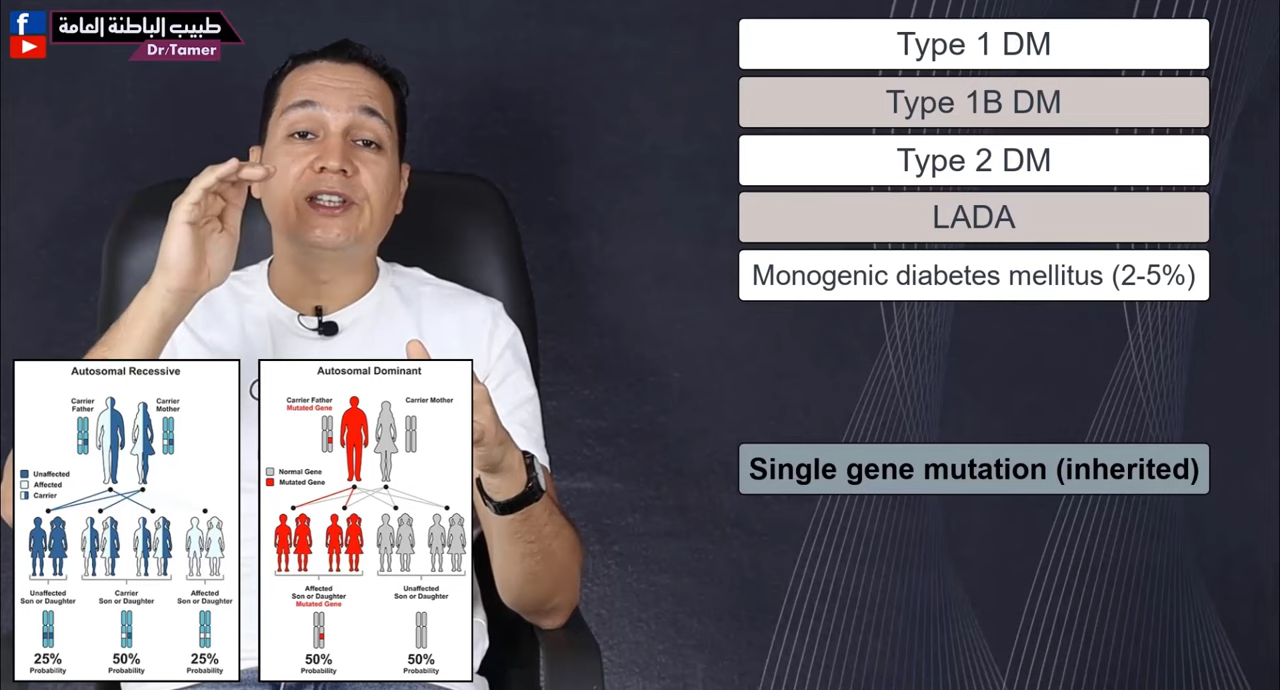 f
طبيب الباطنة العامة
Dr/Tamer
Type 1 DM
Type 1B DM
Type 2 DM
LADA
Monogenic diabetes mellitus (2-5%)
Single gene mutation (inherited)
Autosomal Recessive
Carrier
Father
Carrier
Mother
Unaffected
Affected
Carrier
Unaffected
Son or Daughter
Carrier
Son or Daughter
Affected
Son or Daughter
25%
Probability
50%
Probability
25%
Probability
Autosomal Dominant
Carrier Father
Mutated Gene
Carrier Mother
Normal Gene
Mutated Gene
Affected
Son or Daughter
Mutated Gene
Unaffected
Son or Daughter
50%
Probability
50%
Probability